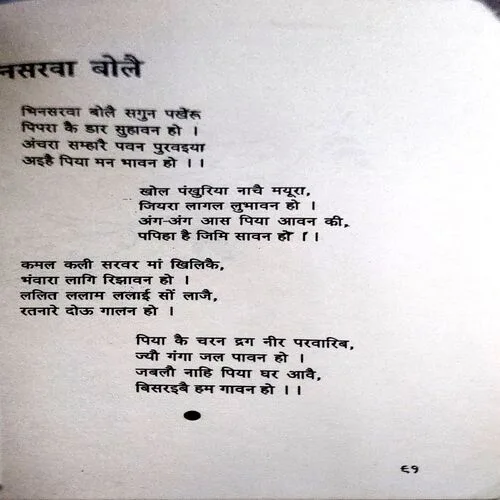 नसरवा बोलै
भिनसरवा बोलै सगुन पखेरू
पिपरा कै डार सुहावन हो ।
अंचरा सम्हारै पवन पुरवइया
अइहै पिया मन भावन हो ।।
खोल पंखुरिया नाचै मयूरा,
जियरा लागल लुभावन हो ।
अंग-अंग आस पिया आवन की,
पपिहा है जिमि सावन हो ।।
कमल कली सरवर मां खिलिकै,
भंवारा लागि रिझावन हो ।
ललित ललाम ललाई सों लाजै,
रतनारे दोऊ गालन हो ।
पिया कै चरन द्रग नीर परवारिब,
ज्यौ गंगा जल पावन हो ।
जबलौ नाहि पिया घर आवै,
बिसरइबै हम गावन हो ।।
६१